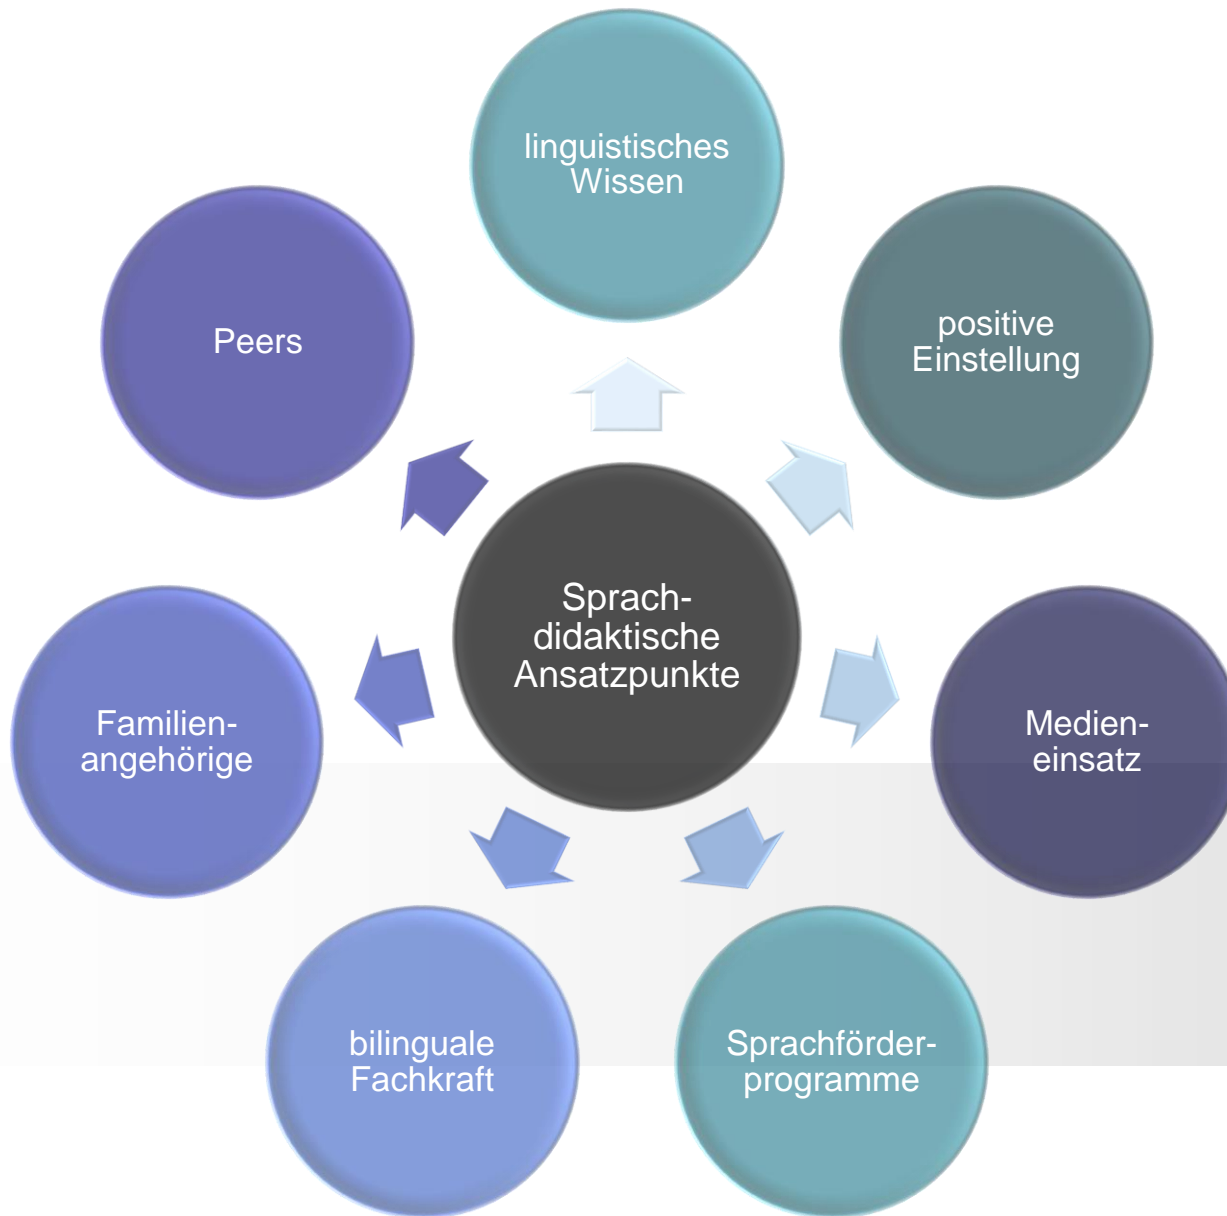 linguistisches
Wissen
positive
Einstellung
Peers
Sprach-
didaktische
Ansatzpunkte
Familien-
angehörige
Medien-
einsatz
bilinguale
Fachkraft
Sprachförder-
programme